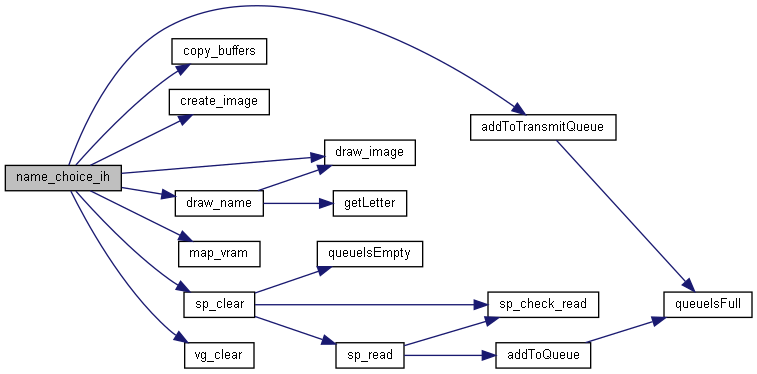 name_choice_ih
copy_buffers
create_image
draw_image
draw_name
getLetter
map_vram
queueIsEmpty
sp_clear
sp_check_read
sp_read
vg_clear
addToQueue
addToTransmitQueue
queueIsFull